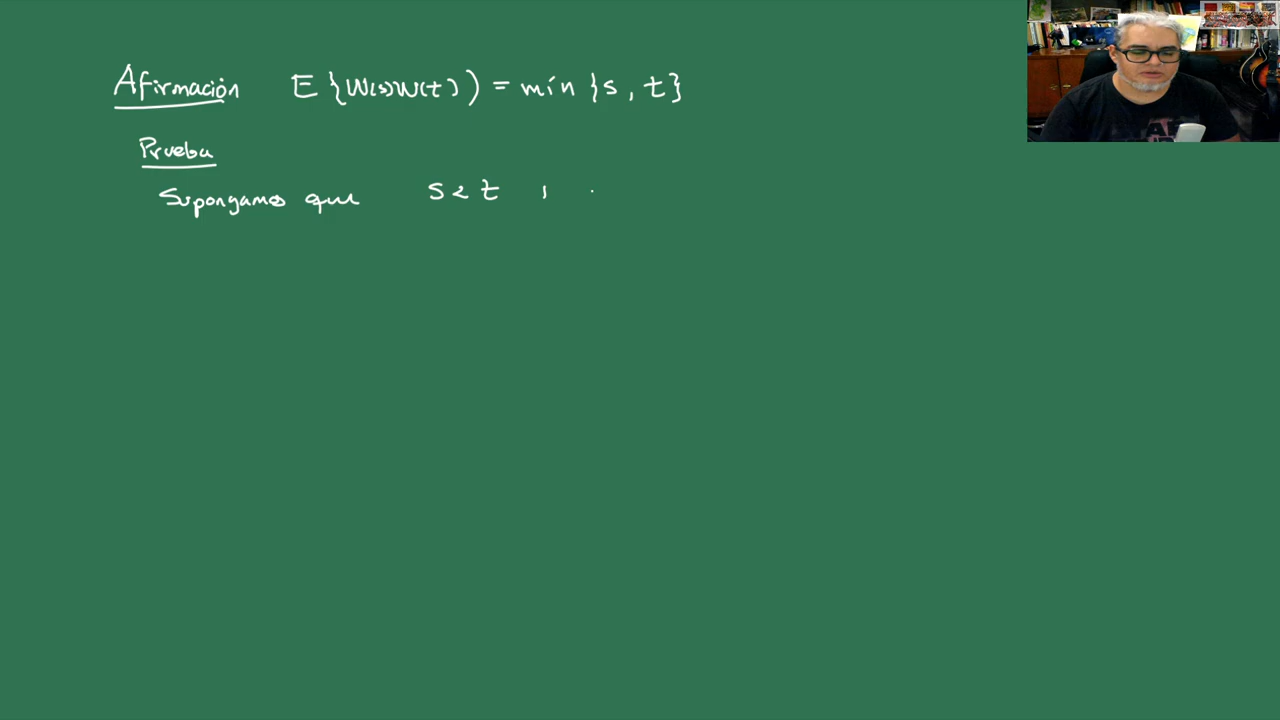 Afirmación E{W(s)W(t)) = mín {s, t}
Prueba
Supongamos que s < t ,